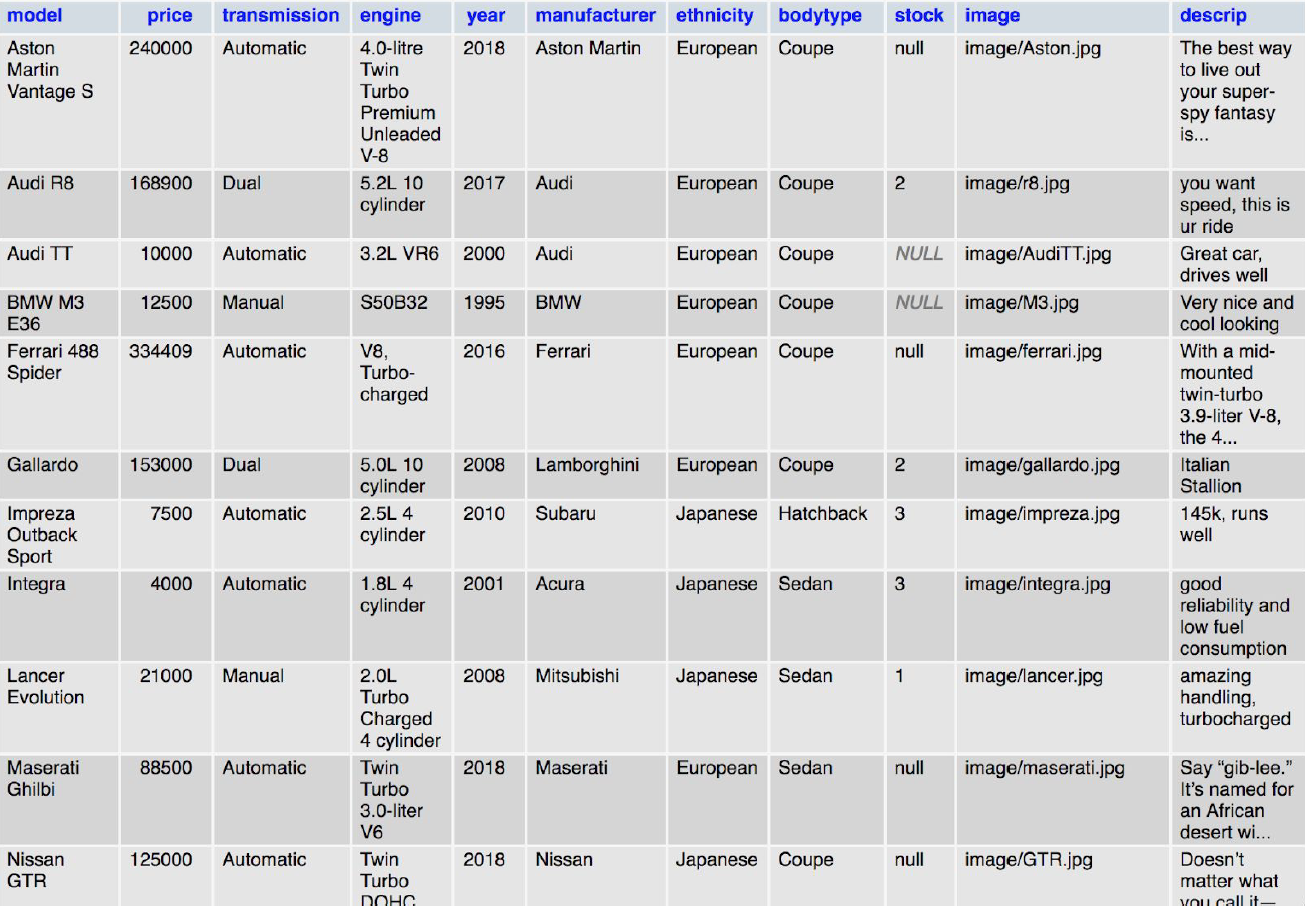 model price transmission engine year manufacturer ethnicity bodytype stock image descrip
Aston 240000 Automatic 4.0-litre 2018 Aston Martin European Coupe null image/Aston.jpg The best way
Martin Twin to live out
Vantage S Turbo your super-
Premium spy fantasy
Unleaded is...
V-8
Audi R8 168900 Dual 5.2L 10 2017 Audi European Coupe 2 image/r8.jpg you want
cylinder speed, this is
ur ride
Audi TT 10000 Automatic 3.2L VR6 2000 Audi European Coupe NULL image/AudiTT.jpg Great car,
drives well
BMW M3 12500 Manual S50B32 1995 BMW European Coupe NULL image/M3.jpg Very nice and
E36 cool looking
Ferrari 488 334409 Automatic V8, 2016 Ferrari European Coupe null image/ferrari.jpg With a mid-
Spider Turbo- mounted
charged twin-turbo
3.9-liter V-8,
the 4...
Gallardo 153000 Dual 5.0L 10 2008 Lamborghini European Coupe 2 image/gallardo.jpg Italian
cylinder Stallion
Impreza 7500 Automatic 2.5L 4 2010 Subaru Japanese Hatchback 3 image/impreza.jpg 145k, runs
Outback cylinder well
Sport
Integra 4000 Automatic 1.8L 4 2001 Acura Japanese Sedan 3 image/integra.jpg good
cylinder reliability and
low fuel
consumption
Lancer 21000 Manual 2.0L 2008 Mitsubishi Japanese Sedan 1 image/lancer.jpg amazing
Evolution Turbo handling,
Charged turbocharged
4 cylinder
Maserati 88500 Automatic Twin 2018 Maserati European Sedan null image/maserati.jpg Say “gib-lee.”
Ghilbi Turbo It’s named for
3.0-liter an African
V6 desert wi...
Nissan 125000 Automatic Twin 2018 Nissan Japanese Coupe null image/GTR.jpg Doesn’t
GTR Turbo matter what
DOHC you call it—